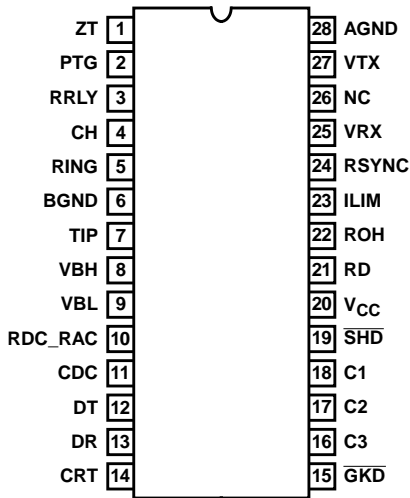 ZT 1 28 AGND
PTG 2 27 VTX
RRLY 3 26 NC
CH 4 25 VRX
RING 5 24 RSYNC
BGND 6 23 ILIM
TIP 7 22 ROH
VBH 8 21 RD
VBL 9 20 VCC
RDC_RAC 10 19 SHD
CDC 11 18 C1
DT 12 17 C2
DR 13 16 C3
CRT 14 15 GKD